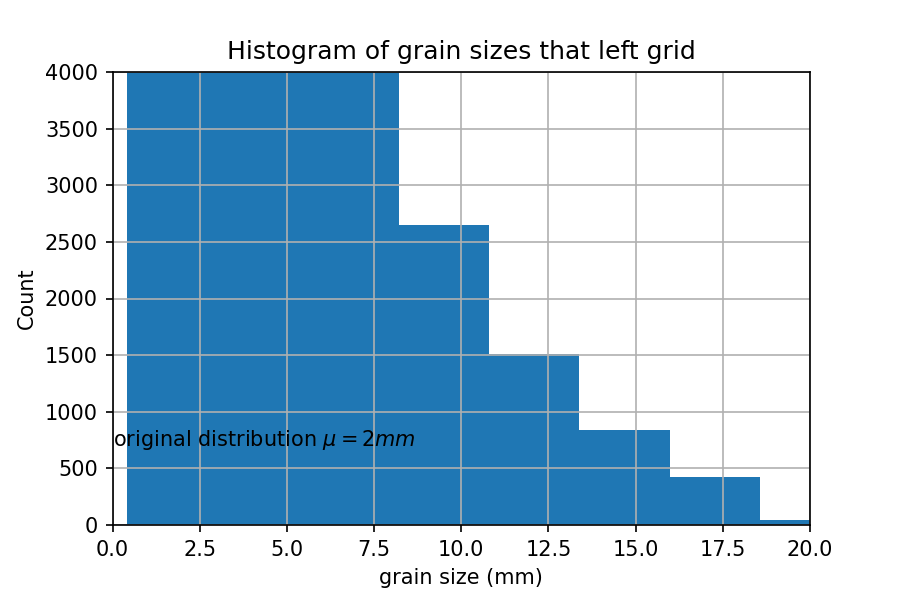 Histogram of grain sizes that left grid
4000
3500
3000
2500
2000
1500
1000
500
0
Count
original distribution μ = 2mm
0.0 2.5 5.0 7.5 10.0 12.5 15.0 17.5 20.0
grain size (mm)